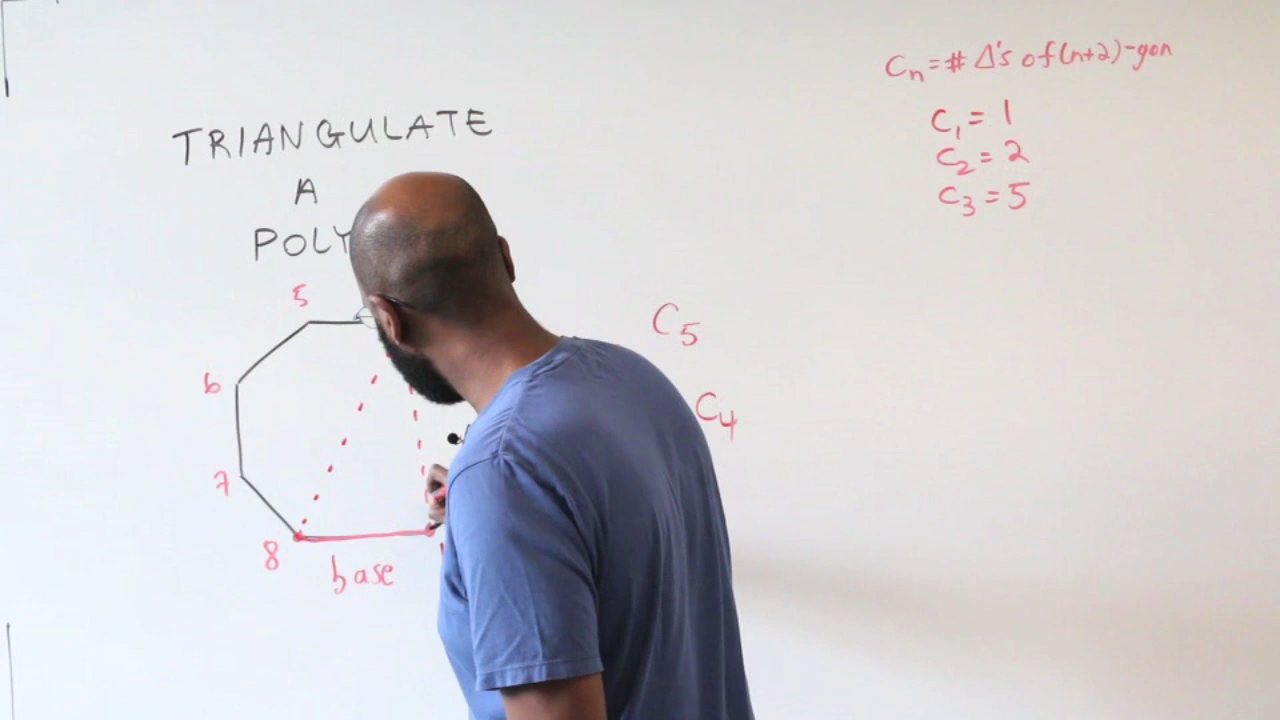 TRIANGULATE
A
POLY
Cₙ = # Δ's of (n+2)-gon
C₁ = 1
C₂ = 2
C₃ = 5
C₅
C₄
5
6
7
8
base